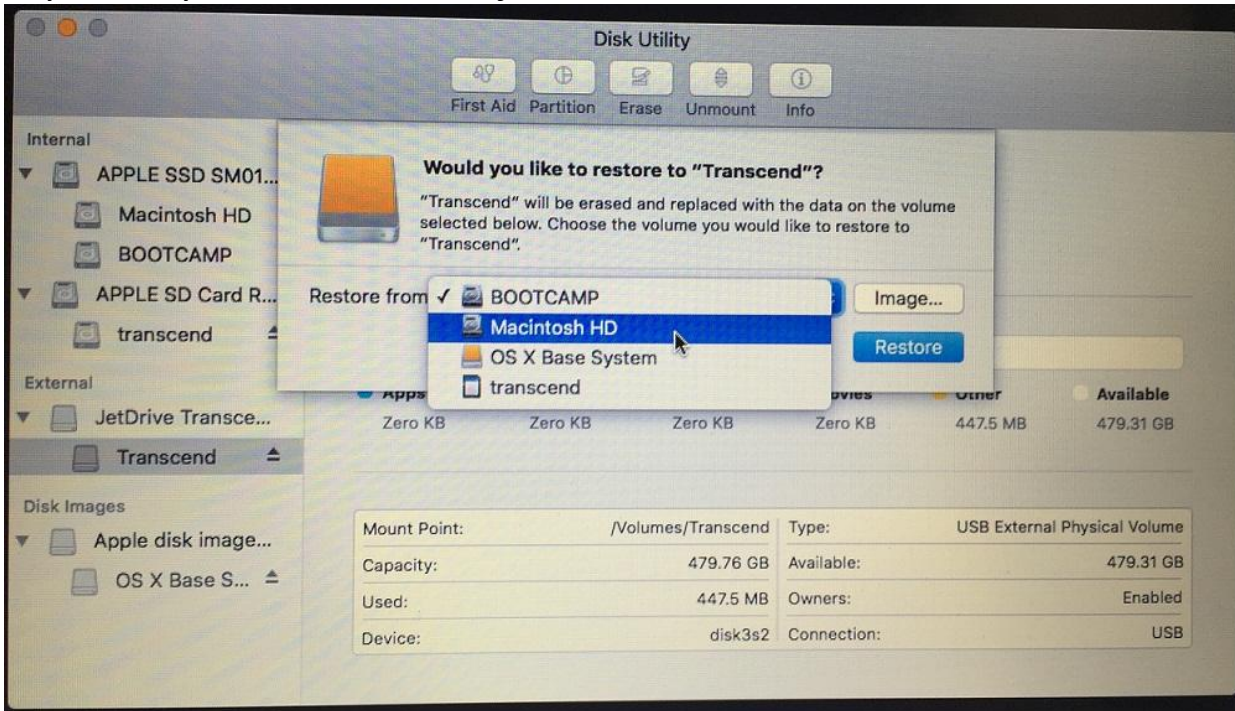 Disk Utility
First Aid Partition Erase Unmount Info
Internal
APPLE SSD SM01...
Macintosh HD
BOOTCAMP
APPLE SD Card R...
transcend
External
JetDrive Transce...
Transcend
Disk Images
Apple disk image...
OS X Base S...
Would you like to restore to "Transcend"?
"Transcend" will be erased and replaced with the data on the volume
selected below. Choose the volume you would like to restore to
"Transcend".
Restore from ✓ BOOTCAMP Image...
Macintosh HD
Restore
OS X Base System
transcend
Apps Other Available
Zero KB Zero KB Zero KB Zero KB 447.5 MB 479.31 GB
Mount Point: /Volumes/Transcend Type: USB External Physical Volume
Capacity: 479.76 GB Available: 479.31 GB
Used: 447.5 MB Owners: Enabled
Device: disk3s2 Connection: USB